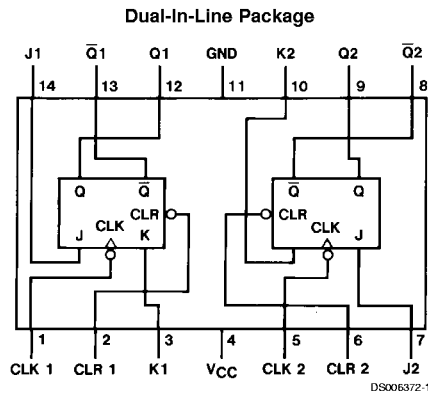 Dual-In-Line Package
J1 Q̅1 Q1 GND K2 Q2 Q̅2
14 13 12 11 10 9 8
Q Q̅ Q̅ Q
CLR CLR
CLK CLK
J K J
1 2 3 4 5 6 7
CLK 1 CLR 1 K1 VCC CLK 2 CLR 2 J2
DS006372-1